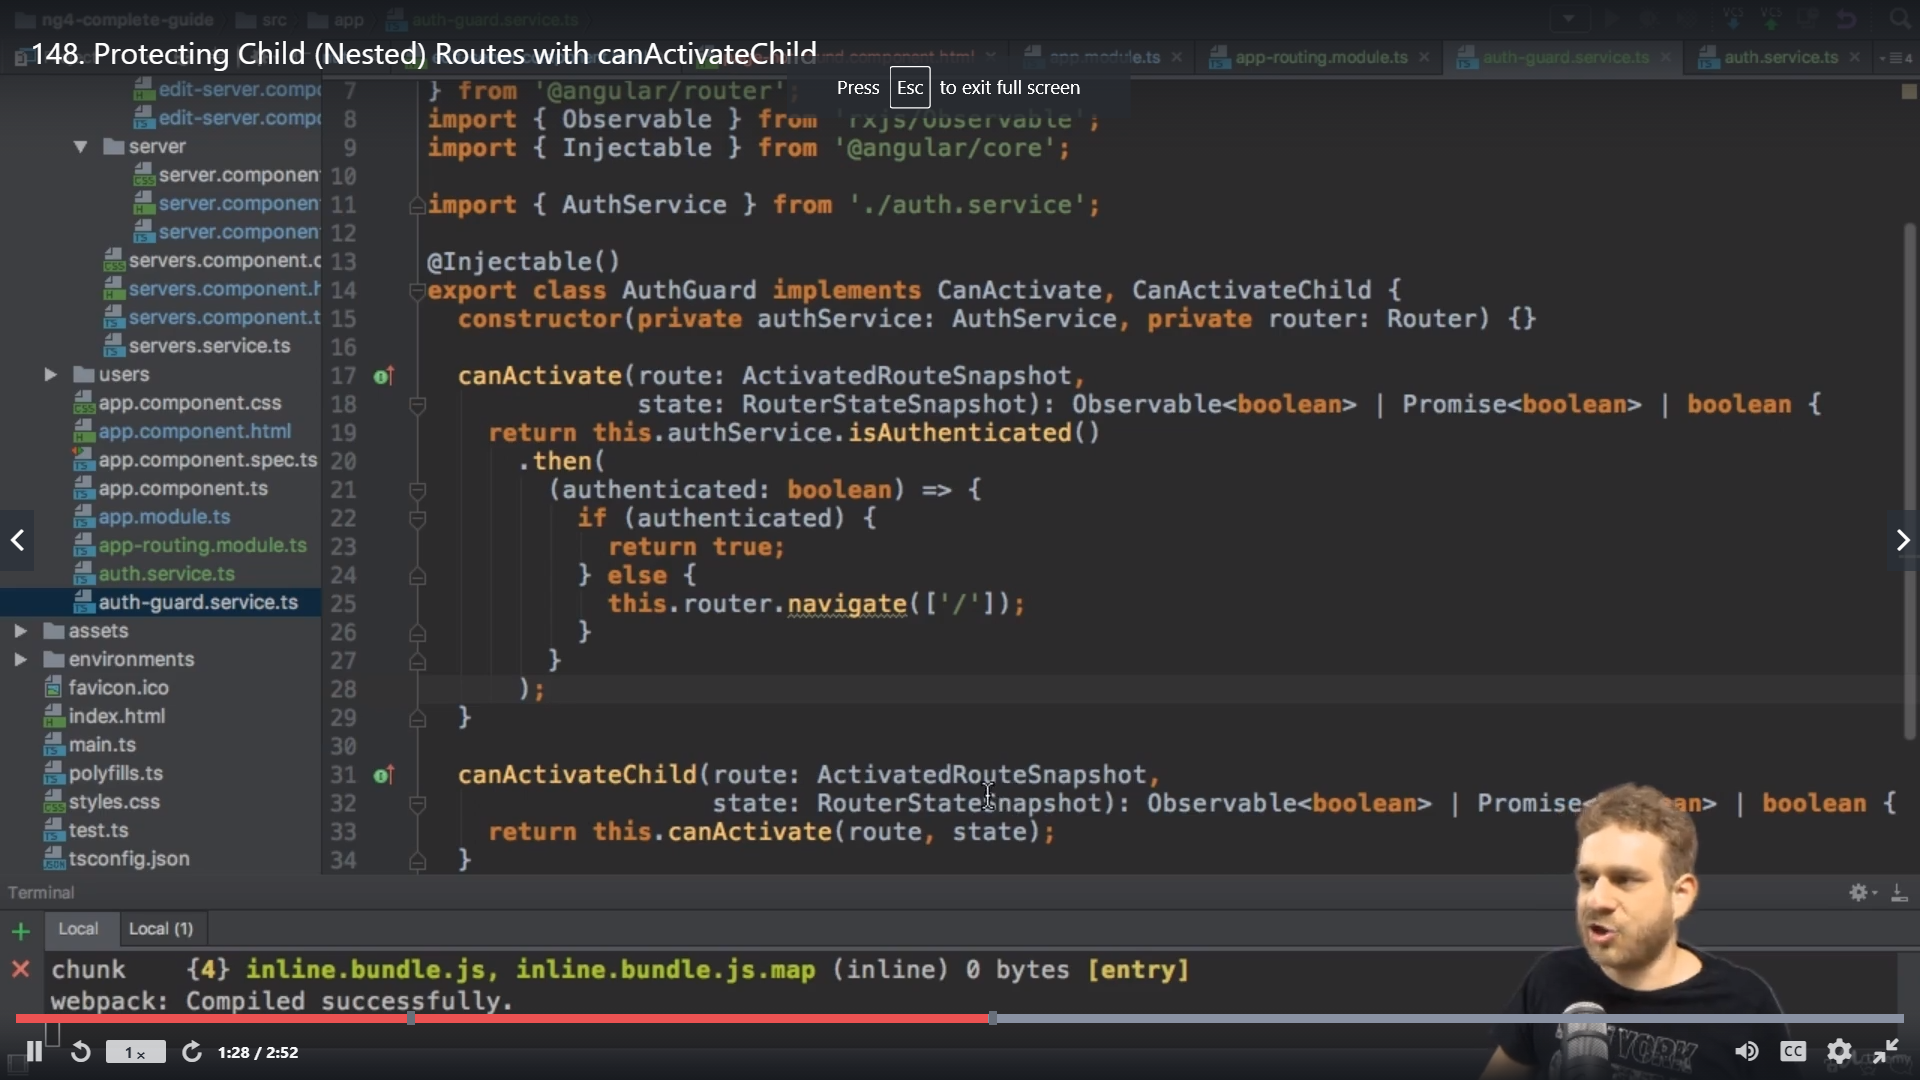 ng4-complete-guide src app auth-guard.service.ts
148. Protecting Child (Nested) Routes with canActivateChild
app.module.ts app-routing.module.ts auth-guard.service.ts auth.service.ts
Press Esc to exit full screen
edit-server.compo
edit-server.compo
server
server.component
server.component
server.component
servers.component.c
servers.component.h
servers.component.t
servers.service.ts
users
app.component.css
app.component.html
app.component.spec.ts
app.component.ts
app.module.ts
app-routing.module.ts
auth.service.ts
auth-guard.service.ts
assets
environments
favicon.ico
index.html
main.ts
polyfills.ts
styles.css
test.ts
tsconfig.json
7 } from '@angular/router';
8 import { Observable } from 'rxjs/Observable';
9 import { Injectable } from '@angular/core';
10
11 import { AuthService } from './auth.service';
12
13 @Injectable()
14 export class AuthGuard implements CanActivate, CanActivateChild {
15 constructor(private authService: AuthService, private router: Router) {}
16
17 canActivate(route: ActivatedRouteSnapshot,
18 state: RouterStateSnapshot): Observable<boolean> | Promise<boolean> | boolean {
19 return this.authService.isAuthenticated()
20 .then(
21 (authenticated: boolean) => {
22 if (authenticated) {
23 return true;
24 } else {
25 this.router.navigate(['/']);
26 }
27 }
28 );
29 }
30
31 canActivateChild(route: ActivatedRouteSnapshot,
32 state: RouterStateSnapshot): Observable<boolean> | Promise<boolean> | boolean {
33 return this.canActivate(route, state);
34 }
Terminal
Local Local (1)
chunk {4} inline.bundle.js, inline.bundle.js.map (inline) 0 bytes [entry]
webpack: Compiled successfully.
1 x 1:28 / 2:52
CC
YORK